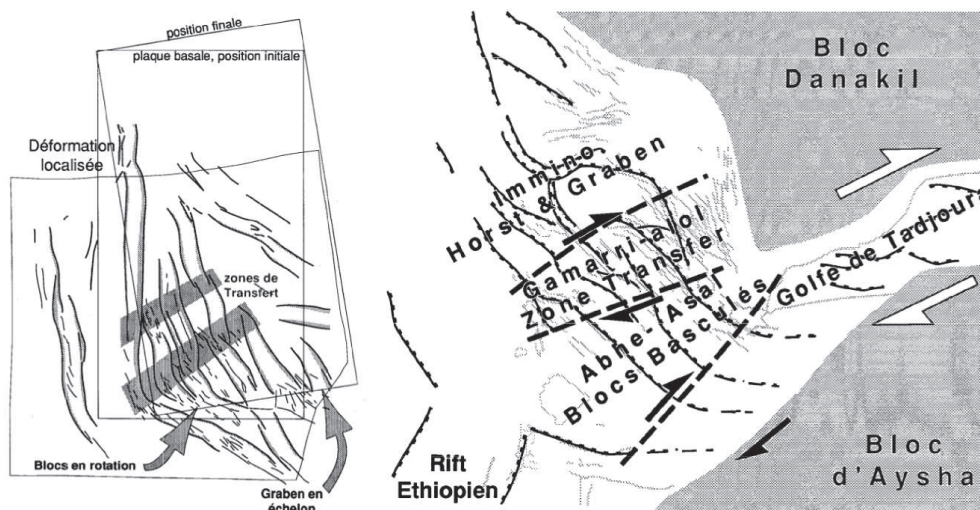 position finale
plaque basale, position initiale
Déformation
localisée
zones de
Transfert
Blocs en rotation
Graben en
échelon
Bloc
Danakil
Immino-
Horst & Graben
Gamarri-alol
Zone Transfer
Abhe-Asal
Blocs Basculés
Golfe de Tadjoura
Rift
Ethiopien
Bloc
d'Aysha